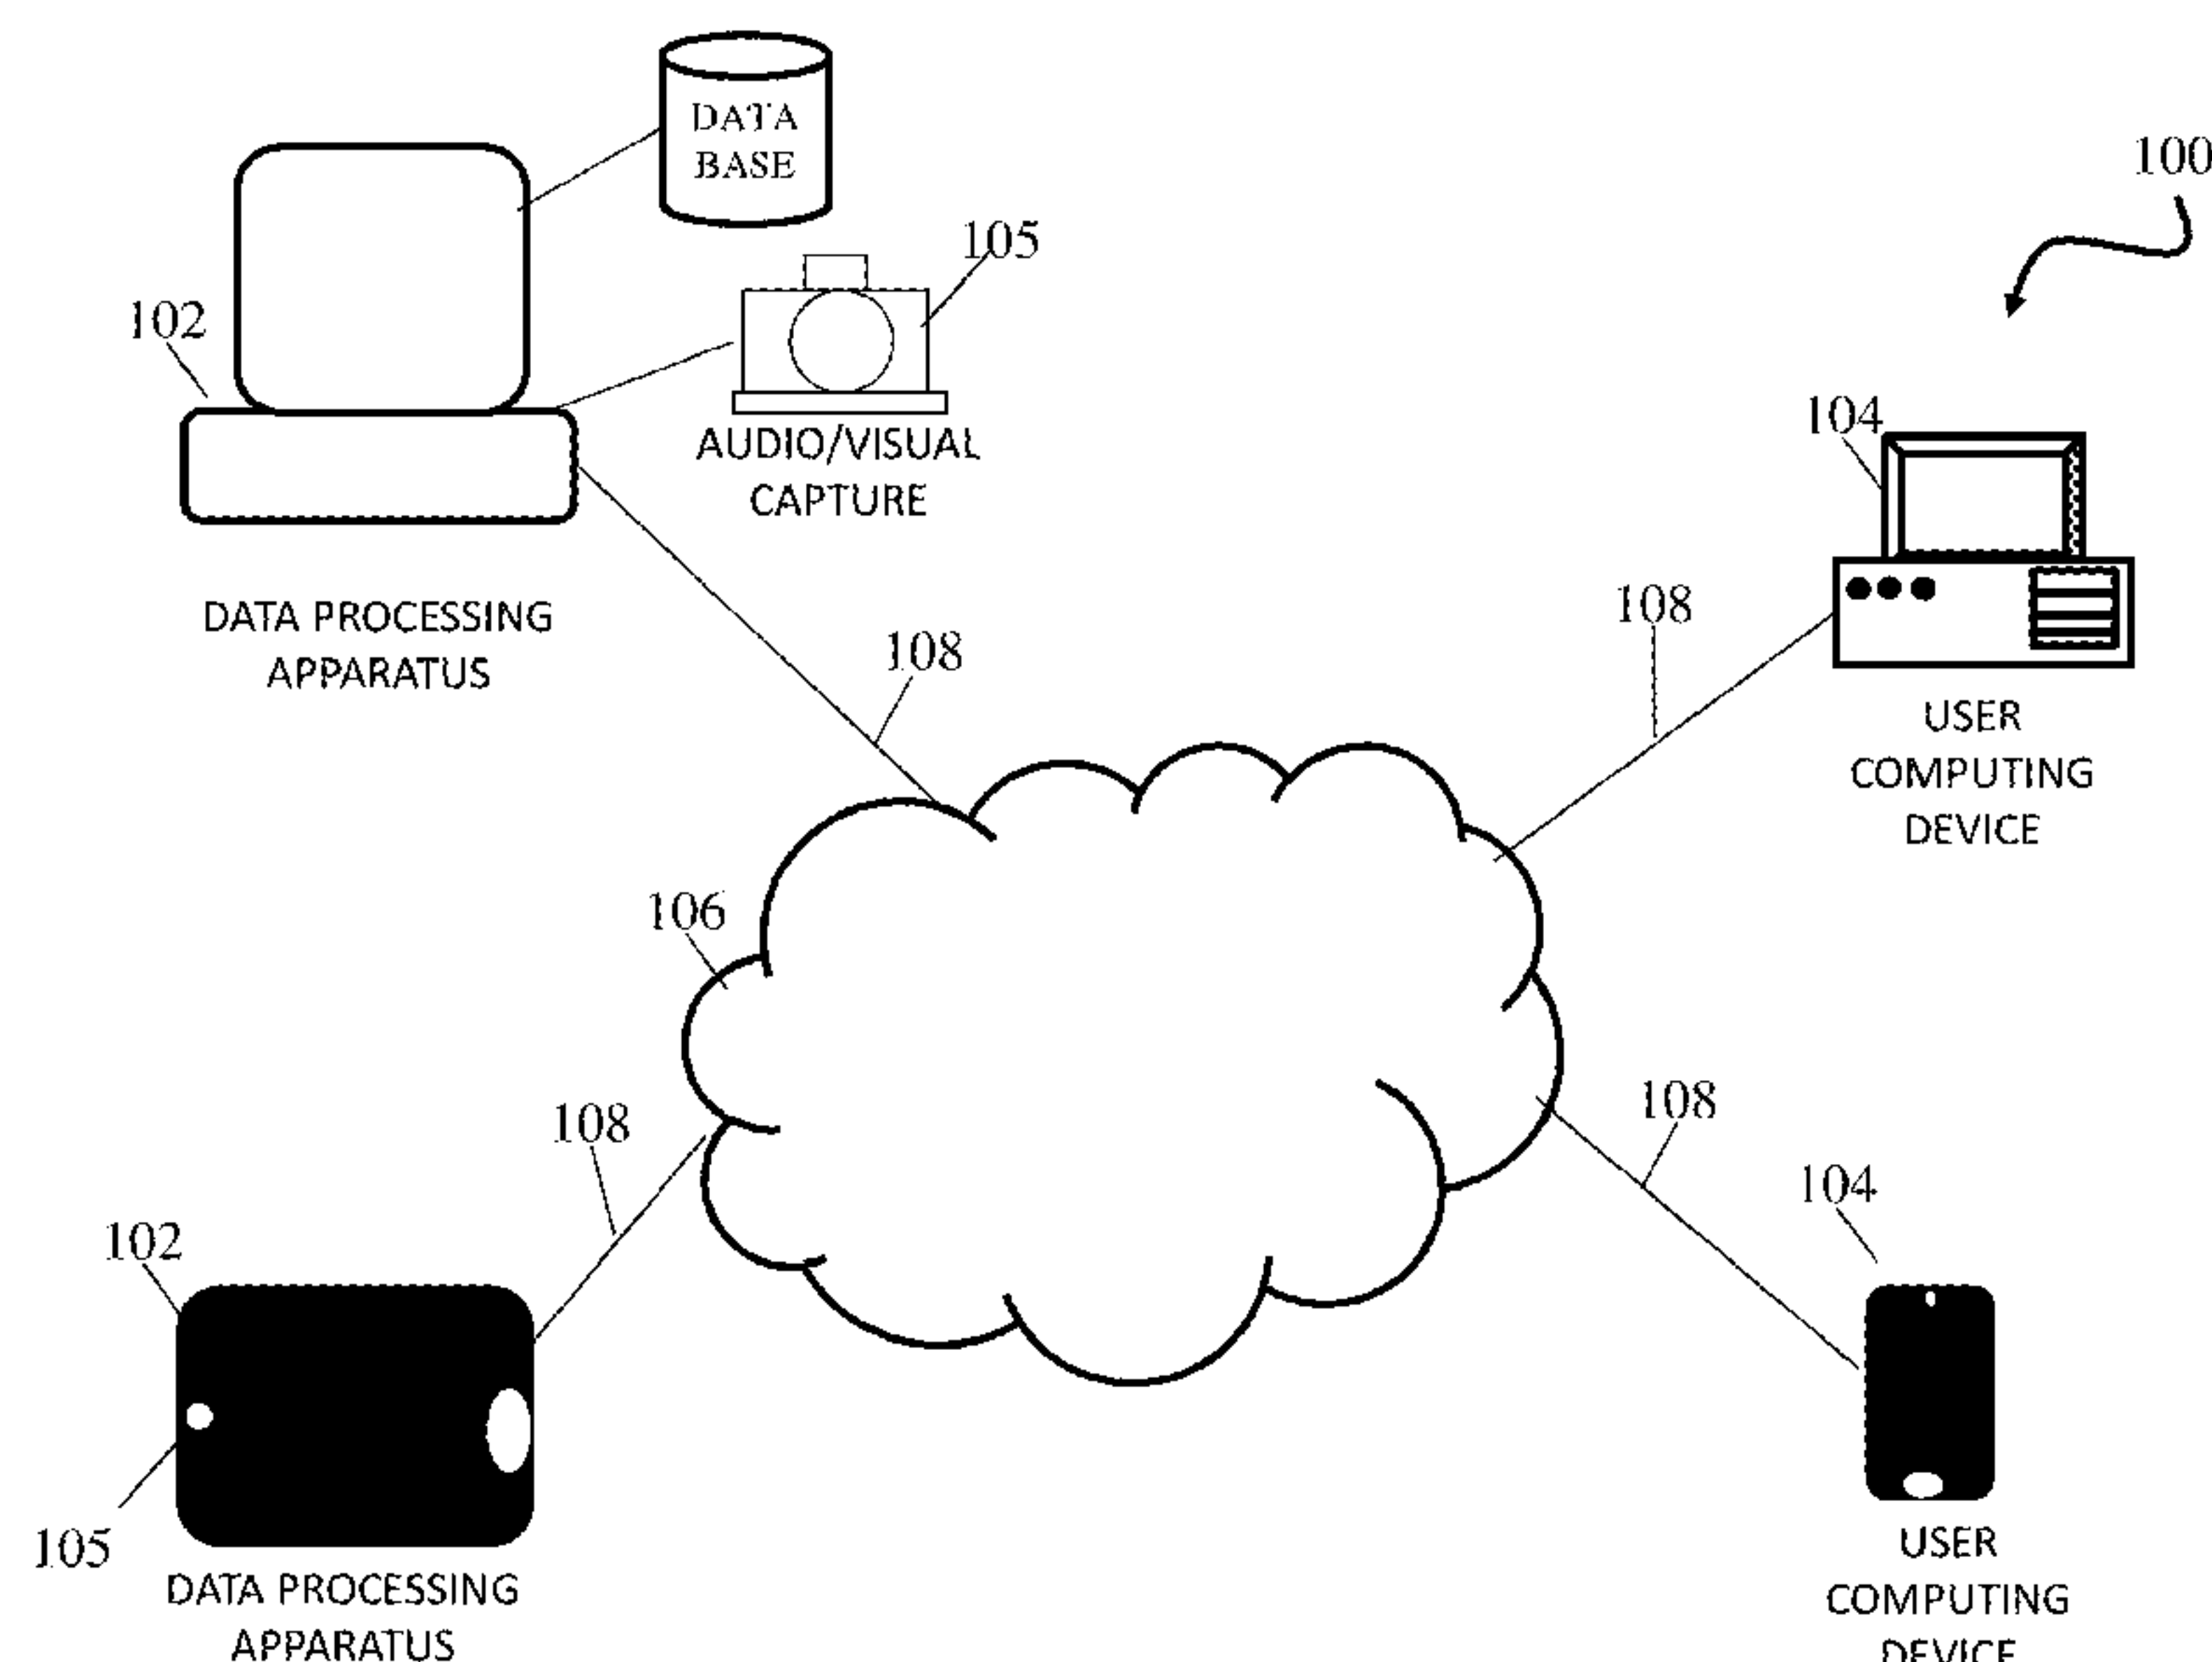 DATA
BASE
100
105
102
AUDIO/VISUAL
CAPTURE
104
DATA PROCESSING
APPARATUS
108
108
USER
COMPUTING
DEVICE
106
108
108
104
102
105
DATA PROCESSING
APPARATUS
USER
COMPUTING
DEVICE